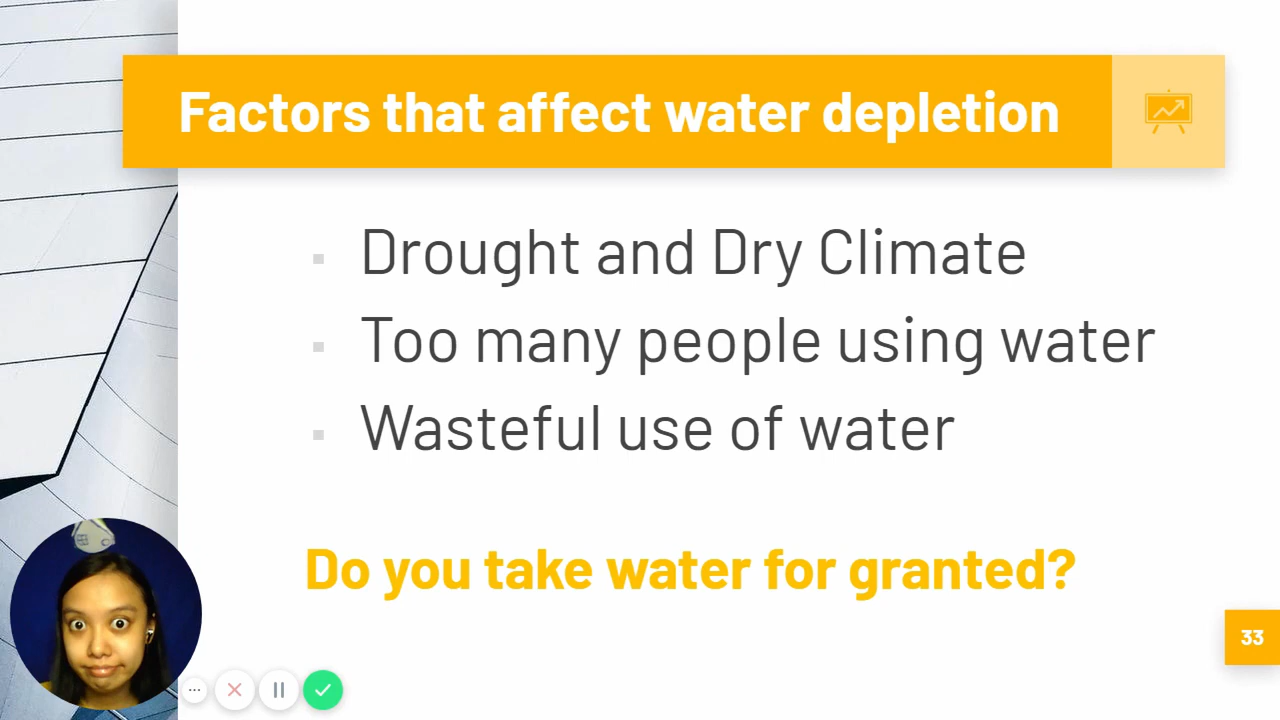 Factors that affect water depletion
Drought and Dry Climate
Too many people using water
Wasteful use of water
Do you take water for granted?
33